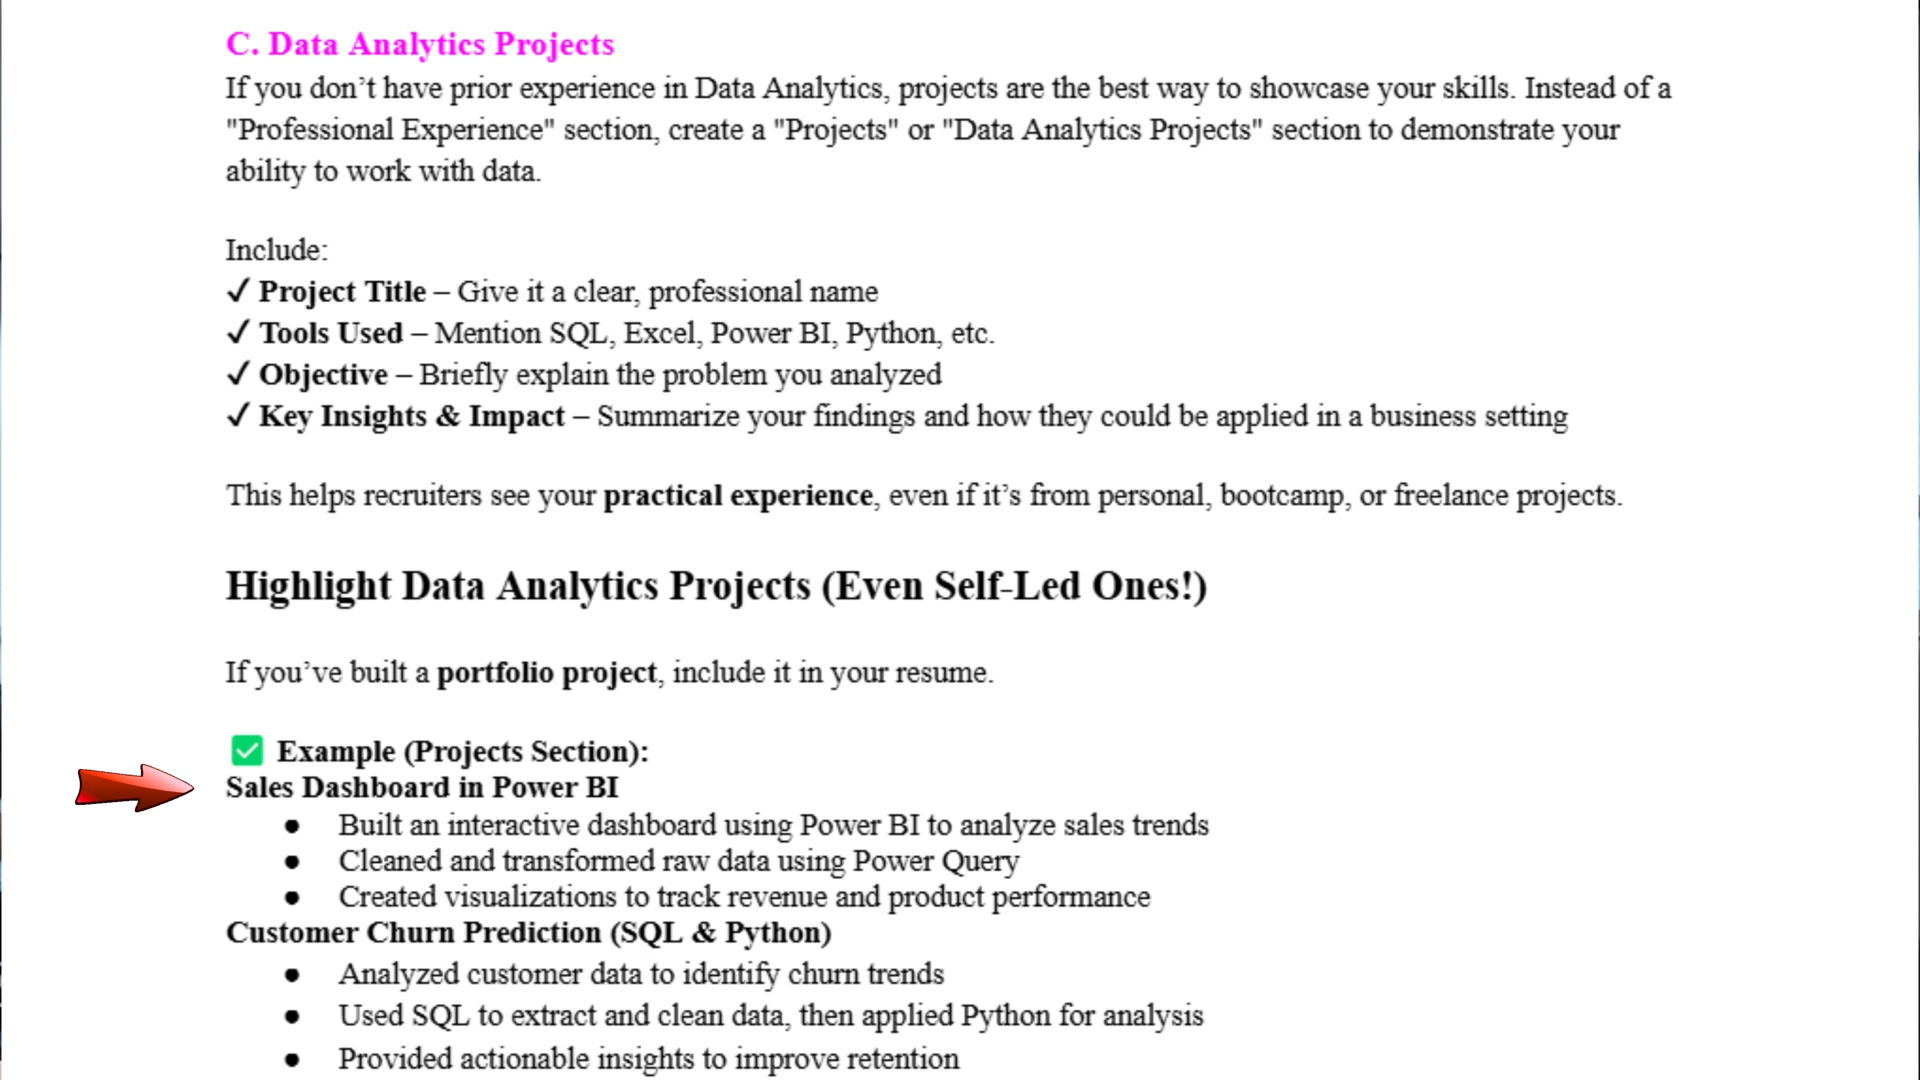 C. Data Analytics Projects
If you don’t have prior experience in Data Analytics, projects are the best way to showcase your skills. Instead of a
"Professional Experience" section, create a "Projects" or "Data Analytics Projects" section to demonstrate your
ability to work with data.
Include:
✓ Project Title – Give it a clear, professional name
✓ Tools Used – Mention SQL, Excel, Power BI, Python, etc.
✓ Objective – Briefly explain the problem you analyzed
✓ Key Insights & Impact – Summarize your findings and how they could be applied in a business setting
This helps recruiters see your practical experience, even if it’s from personal, bootcamp, or freelance projects.
Highlight Data Analytics Projects (Even Self-Led Ones!)
If you’ve built a portfolio project, include it in your resume.
✅ Example (Projects Section):
Sales Dashboard in Power BI
● Built an interactive dashboard using Power BI to analyze sales trends
● Cleaned and transformed raw data using Power Query
● Created visualizations to track revenue and product performance
Customer Churn Prediction (SQL & Python)
● Analyzed customer data to identify churn trends
● Used SQL to extract and clean data, then applied Python for analysis
● Provided actionable insights to improve retention